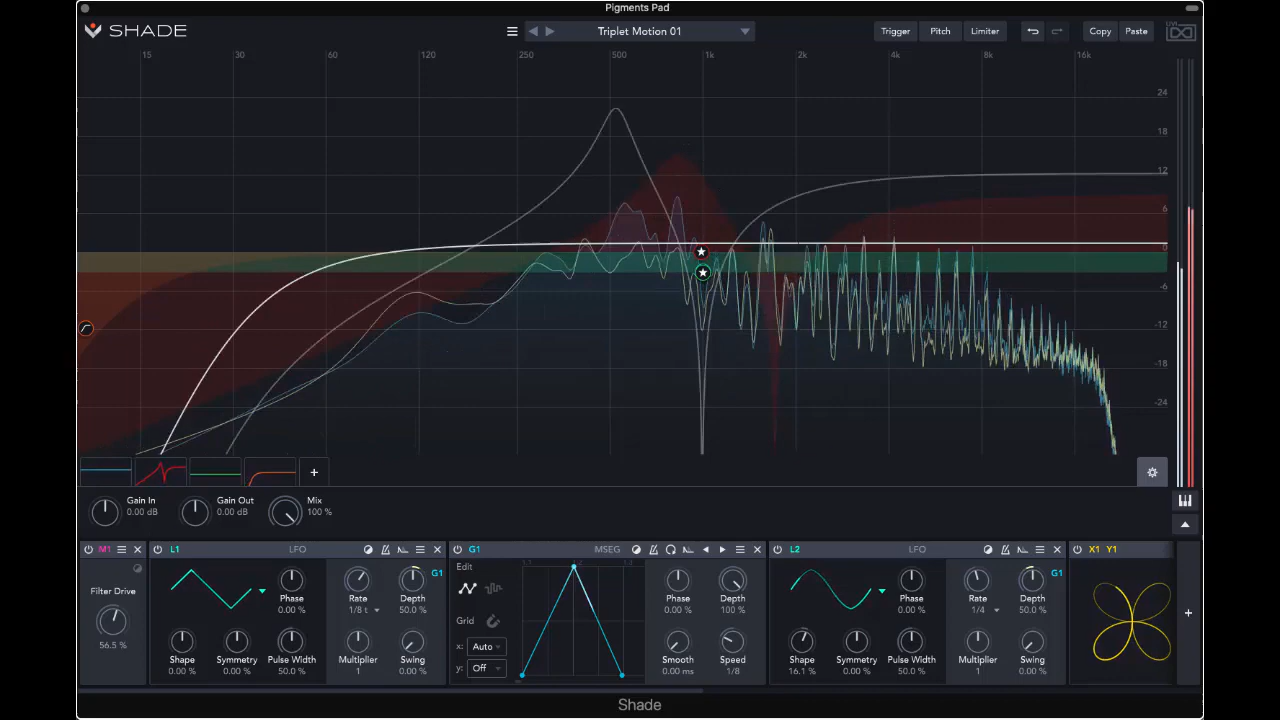 Pigments Pad
SHADE
Triplet Motion 01
Trigger
Pitch
Limiter
Copy
Paste
15
30
60
120
250
500
1k
2k
4k
8k
16k
24
18
12
6
0
-6
-12
-18
-24
+
Gain In
0.00 dB
Gain Out
0.00 dB
Mix
100 %
M1
Filter Drive
56.5 %
L1
LFO
Phase
0.00 %
Rate
1/8 t
Depth
50.0 %
G1
Shape
0.00 %
Symmetry
0.00 %
Pulse Width
50.0 %
Multiplier
1
Swing
0.00 %
G1
MSEG
Edit
Grid
x:
Auto
y:
Off
Phase
0.00 %
Depth
100 %
Smooth
0.00 ms
Speed
1/8
L2
LFO
Phase
0.00 %
Rate
1/4
Depth
50.0 %
G1
Shape
16.1 %
Symmetry
0.00 %
Pulse Width
50.0 %
Multiplier
1
Swing
0.00 %
X1 Y1
+
Shade